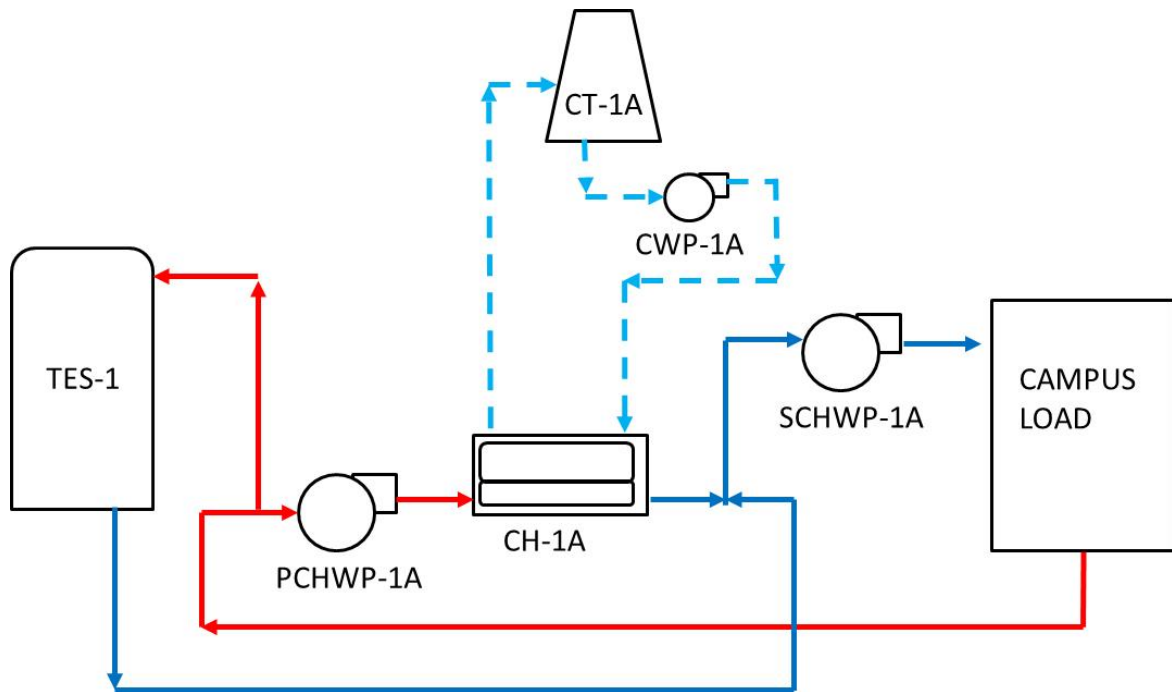 CT-1A
CWP-1A
TES-1
SCHWP-1A
CAMPUS
LOAD
CH-1A
PCHWP-1A